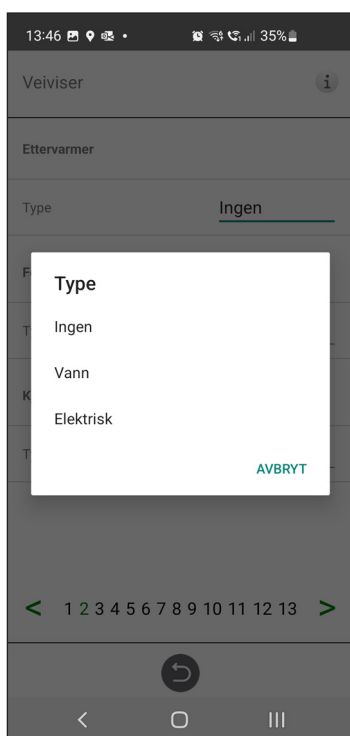 13:46 35%
Veiviser i
Ettervarmer
Type Ingen
F
Type
T
Ingen
Vann
K
Elektrisk
T
AVBRYT
< 1 2 3 4 5 6 7 8 9 10 11 12 13 >